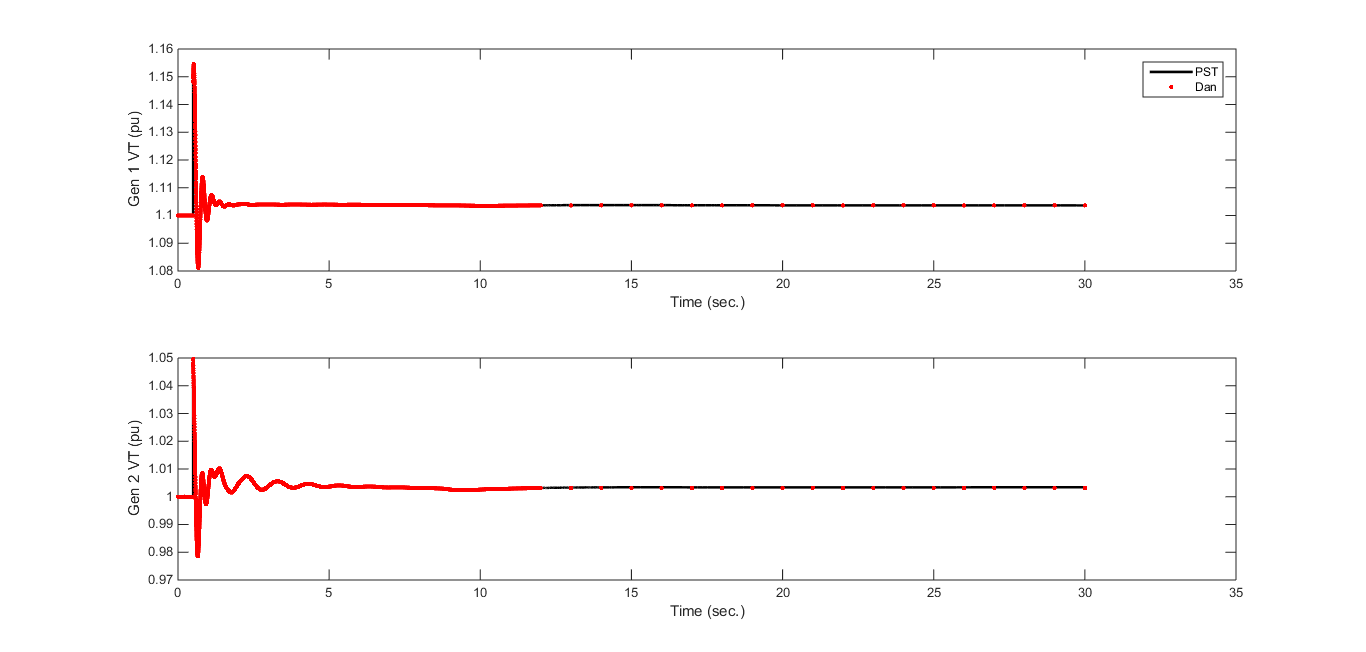 1.16
1.15
1.14
1.13
1.12
1.11
1.1
1.09
1.08
Gen 1 VT (pu)
PST
Dan
0 5 10 15 20 25 30 35
Time (sec.)
1.05
1.04
1.03
1.02
1.01
1
0.99
0.98
0.97
Gen 2 VT (pu)
0 5 10 15 20 25 30 35
Time (sec.)